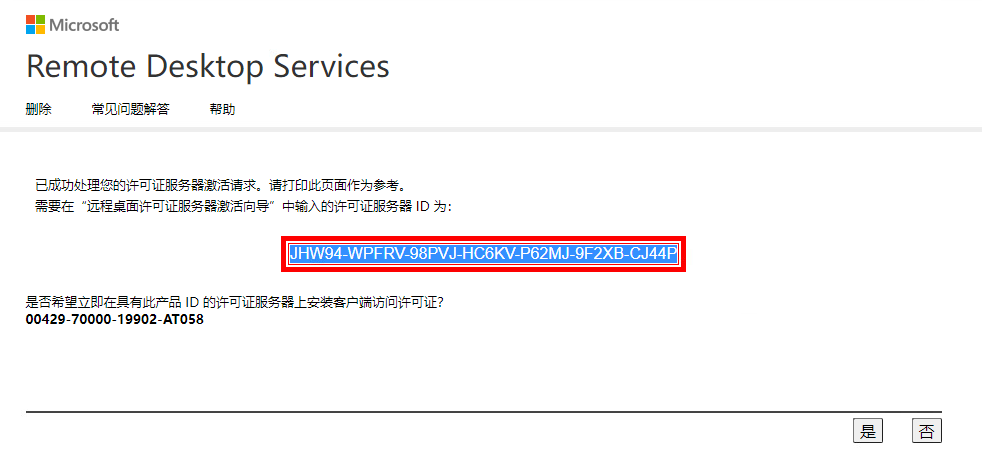 Microsoft
Remote Desktop Services
删除 常见问题解答 帮助
已成功处理您的许可证服务器激活请求。请打印此页面作为参考。
需要在“远程桌面许可证服务器激活向导”中输入的许可证服务器 ID 为:
JHW94-WPFRV-98PVJ-HC6KV-P62MJ-9F2XB-CJ44P
是否希望立即在具有此产品 ID 的许可证服务器上安装客户端访问许可证?
00429-70000-19902-AT058
是 否